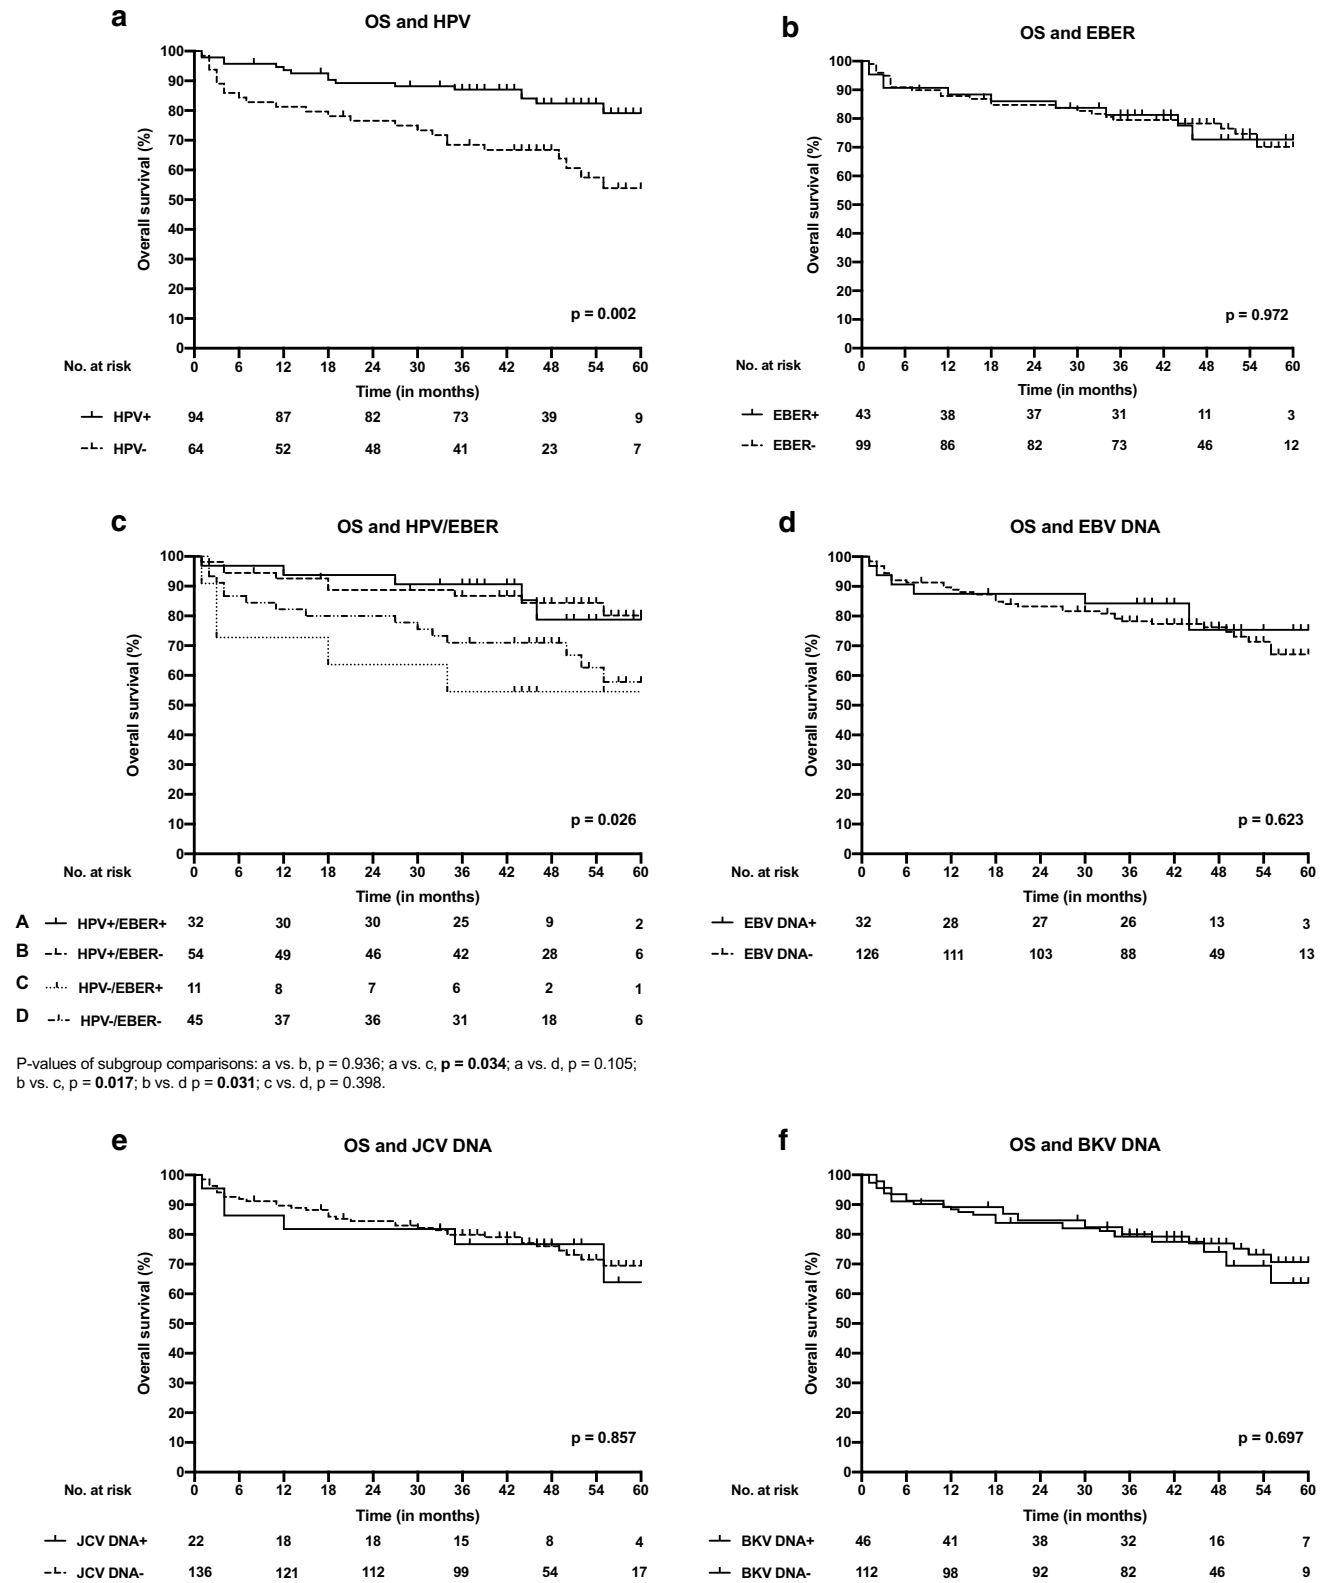 a
OS and HPV
Overall survival (%)
100
90
80
70
60
50
40
30
20
10
0
p = 0.002
0 6 12 18 24 30 36 42 48 54 60
No. at risk
Time (in months)
HPV+ 94 87 82 73 39 9
HPV- 64 52 48 41 23 7
b
OS and EBER
Overall survival (%)
100
90
80
70
60
50
40
30
20
10
0
p = 0.972
0 6 12 18 24 30 36 42 48 54 60
No. at risk
Time (in months)
EBER+ 43 38 37 31 11 3
EBER- 99 86 82 73 46 12
c
OS and HPV/EBER
Overall survival (%)
100
90
80
70
60
50
40
30
20
10
0
p = 0.026
No. at risk 0 6 12 18 24 30 36 42 48 54 60
Time (in months)
A HPV+/EBER+ 32 30 30 25 9 2
B HPV+/EBER- 54 49 46 42 28 6
C HPV-/EBER+ 11 8 7 6 2 1
D HPV-/EBER- 45 37 36 31 18 6
P-values of subgroup comparisons: a vs. b, p = 0.936; a vs. c, p = 0.034; a vs. d, p = 0.105;
b vs. c, p = 0.017; b vs. d p = 0.031; c vs. d, p = 0.398.
d
OS and EBV DNA
Overall survival (%)
100
90
80
70
60
50
40
30
20
10
0
p = 0.623
No. at risk 0 6 12 18 24 30 36 42 48 54 60
Time (in months)
EBV DNA+ 32 28 27 26 13 3
EBV DNA- 126 111 103 88 49 13
e
OS and JCV DNA
Overall survival (%)
100
90
80
70
60
50
40
30
20
10
0
p = 0.857
No. at risk 0 6 12 18 24 30 36 42 48 54 60
Time (in months)
JCV DNA+ 22 18 18 15 8 4
JCV DNA- 136 121 112 99 54 17
f
OS and BKV DNA
Overall survival (%)
100
90
80
70
60
50
40
30
20
10
0
p = 0.697
No. at risk 0 6 12 18 24 30 36 42 48 54 60
Time (in months)
BKV DNA+ 46 41 38 32 16 7
BKV DNA- 112 98 92 82 46 9